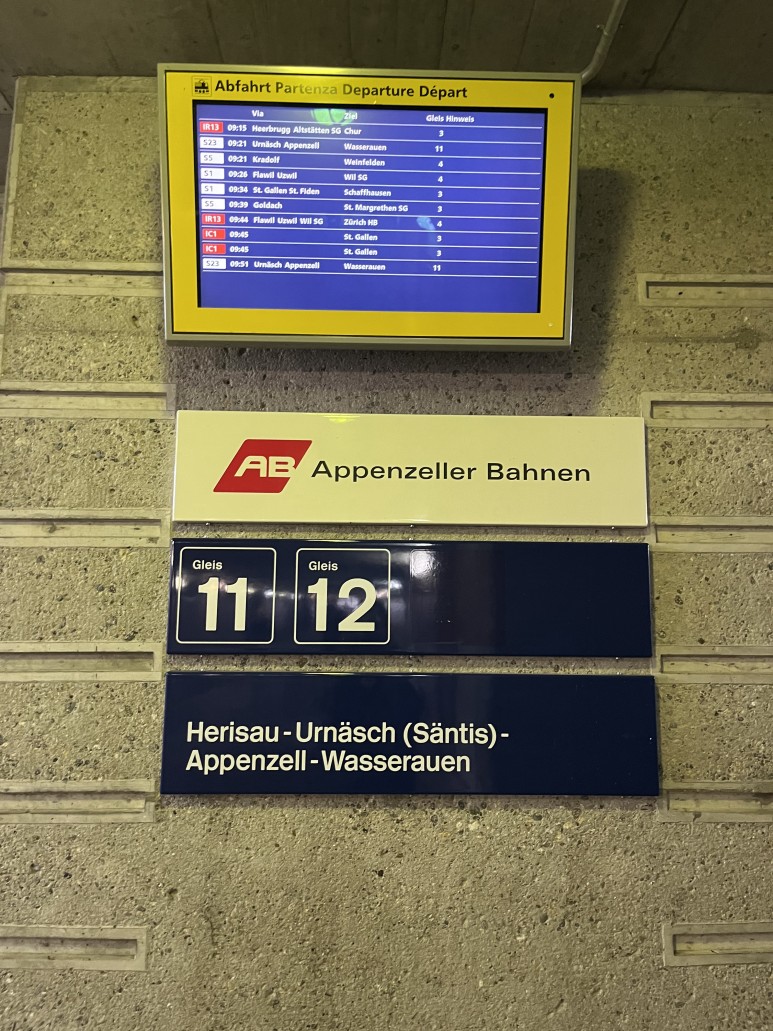 Abfahrt Partenza Departure Départ
Via Ziel Gleis Hinweis
IR13 09:15 Heerbrugg Altstätten SG Chur 3
S23 09:21 Urnäsch Appenzell Wasserauen 11
S5 09:21 Kradolf Weinfelden 4
S1 09:26 Flawil Uzwil Wil SG 4
S1 09:34 St. Gallen St. Fiden Schaffhausen 3
S5 09:39 Goldach St. Margrethen SG 3
IR13 09:44 Flawil Uzwil Wil SG Zürich HB 4
IC1 09:45 St. Gallen 3
IC1 09:45 St. Gallen 3
S23 09:51 Urnäsch Appenzell Wasserauen 11
AB Appenzeller Bahnen
Gleis Gleis
11 12
Herisau-Urnäsch (Säntis)-
Appenzell-Wasserauen